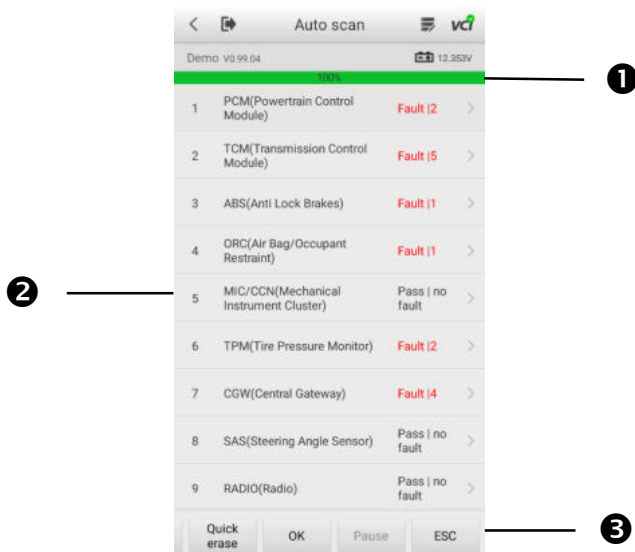 Auto scan
VCI
Demo V0.99.04
12.353V
100%
❶
1
PCM(Powertrain Control
Module)
Fault |2
2
TCM(Transmission Control
Module)
Fault |5
3
ABS(Anti Lock Brakes)
Fault |1
4
ORC(Air Bag/Occupant
Restraint)
Fault |1
❷
5
MIC/CCN(Mechanical
Instrument Cluster)
Pass | no
fault
6
TPM(Tire Pressure Monitor)
Fault |2
7
CGW(Central Gateway)
Fault |4
8
SAS(Steering Angle Sensor)
Pass | no
fault
9
RADIO(Radio)
Pass | no
fault
Quick
erase
OK
Pause
ESC
❸